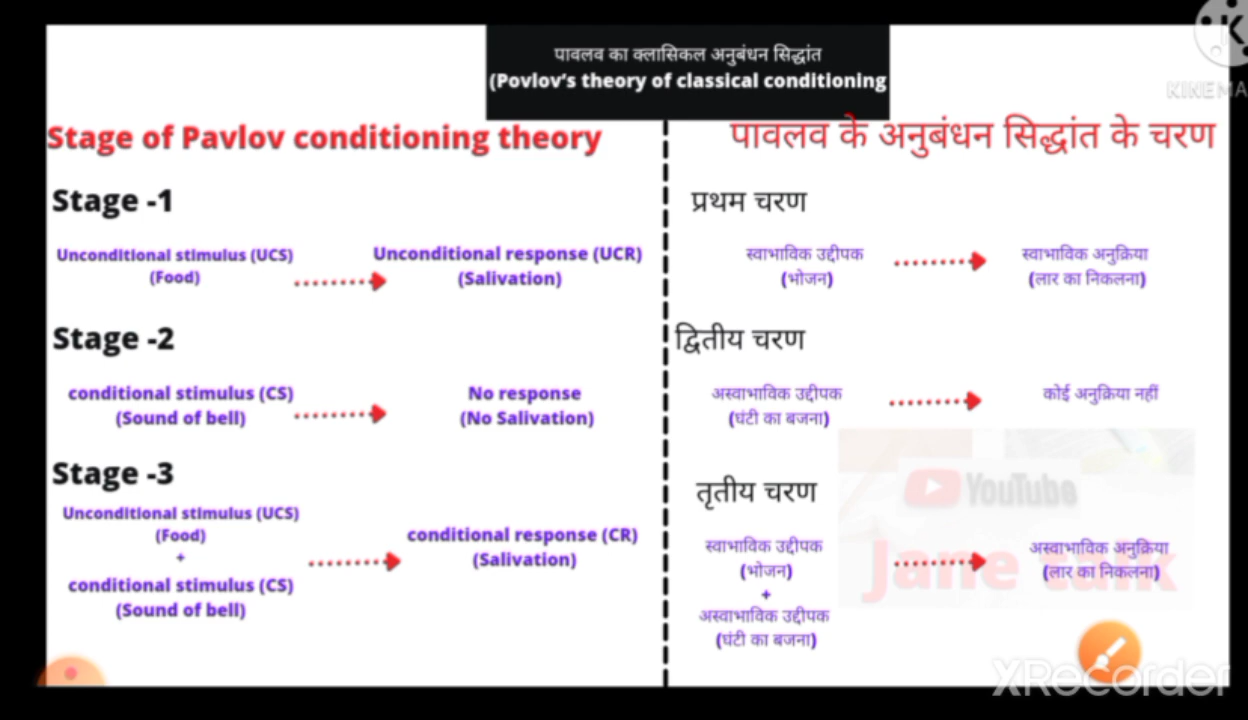 पावलव का क्लासिकल अनुबंधन सिद्धांत
(Povlov's theory of classical conditioning
K
KINEMA
Stage of Pavlov conditioning theory
Stage -1
Unconditional stimulus (UCS)
(Food)
Unconditional response (UCR)
(Salivation)
Stage -2
conditional stimulus (CS)
(Sound of bell)
No response
(No Salivation)
Stage -3
Unconditional stimulus (UCS)
(Food)
+
conditional stimulus (CS)
(Sound of bell)
conditional response (CR)
(Salivation)
पावलव के अनुबंधन सिद्धांत के चरण
प्रथम चरण
स्वाभाविक उद्दीपक
(भोजन)
स्वाभाविक अनुक्रिया
(लार का निकलना)
द्वितीय चरण
अस्वाभाविक उद्दीपक
(घंटी का बजना)
कोई अनुक्रिया नहीं
तृतीय चरण
स्वाभाविक उद्दीपक
(भोजन)
+
अस्वाभाविक उद्दीपक
(घंटी का बजना)
अस्वाभाविक अनुक्रिया
(लार का निकलना)
YouTube
Jane talk
XRecorder